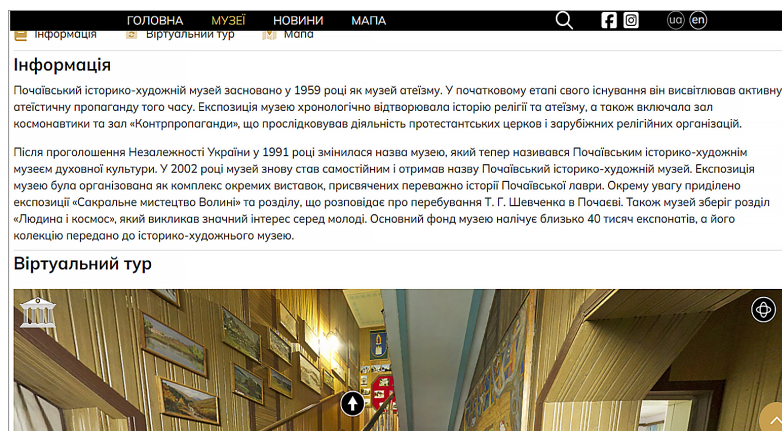 ГОЛОВНА МУЗЕЇ НОВИНИ МАПА ua en
Інформація Віртуальний тур Мапа
Інформація
Почаївський історико-художній музей засновано у 1959 році як музей атеїзму. У початковому етапі свого існування він висвітлював активну
атеїстичну пропаганду того часу. Експозиція музею хронологічно відтворювала історію релігії та атеїзму, а також включала зал
космонавтики та зал «Контрпропаганди», що прослідковував діяльність протестантських церков і зарубіжних релігійних організацій.
Після проголошення Незалежності України у 1991 році змінилася назва музею, який тепер називався Почаївським історико-художнім
музеєм духовної культури. У 2002 році музей знову став самостійним і отримав назву Почаївський історико-художній музей. Експозиція
музею була організована як комплекс окремих виставок, присвячених переважно історії Почаївської лаври. Окрему увагу приділено
експозиції «Сакральне мистецтво Волині» та розділу, що розповідає про перебування Т. Г. Шевченка в Почаєві. Також музей зберіг розділ
«Людина і космос», який викликав значний інтерес серед молоді. Основний фонд музею налічує близько 40 тисяч експонатів, а його
колекцію передано до історико-художнього музею.
Віртуальний тур